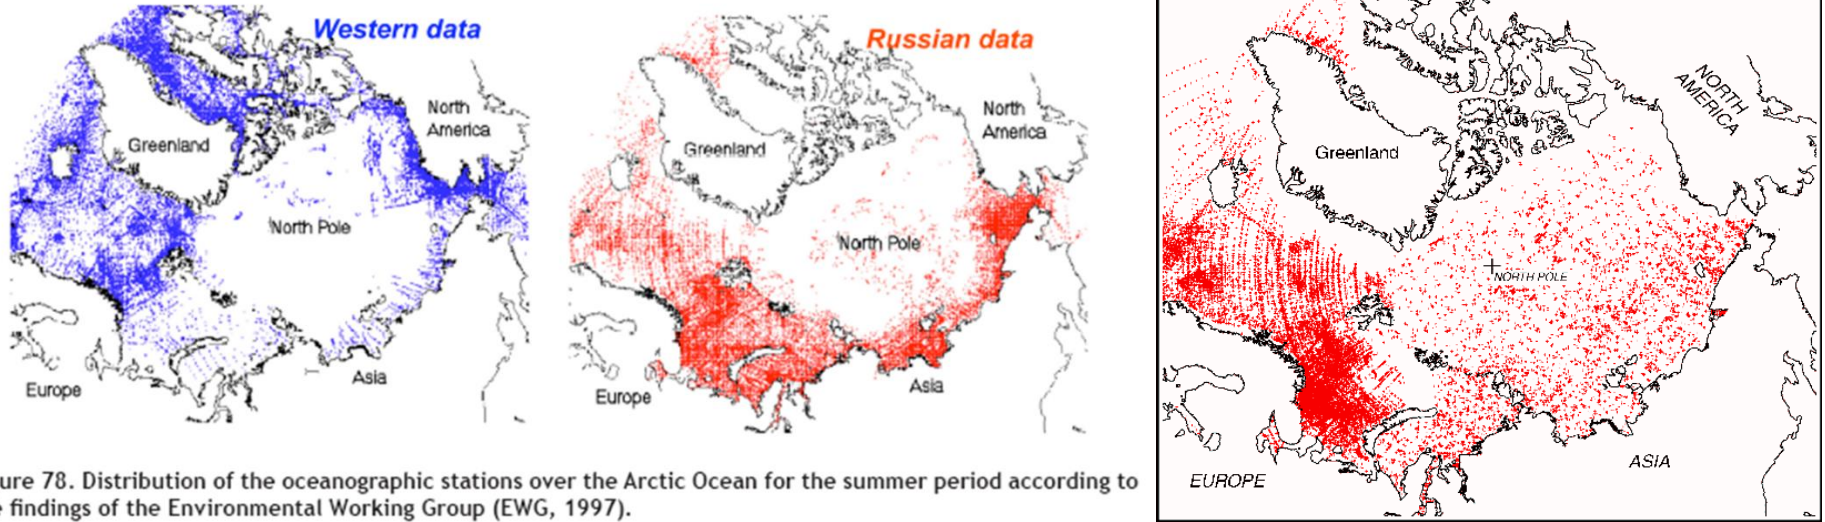 Western data
North
America
Greenland
North Pole
Europe
Asia
Russian data
North
America
Greenland
North Pole
Europe
Asia
NORTH
AMERICA
Greenland
NORTH POLE
EUROPE
ASIA
ure 78. Distribution of the oceanographic stations over the Arctic Ocean for the summer period according to
findings of the Environmental Working Group (EWG, 1997).